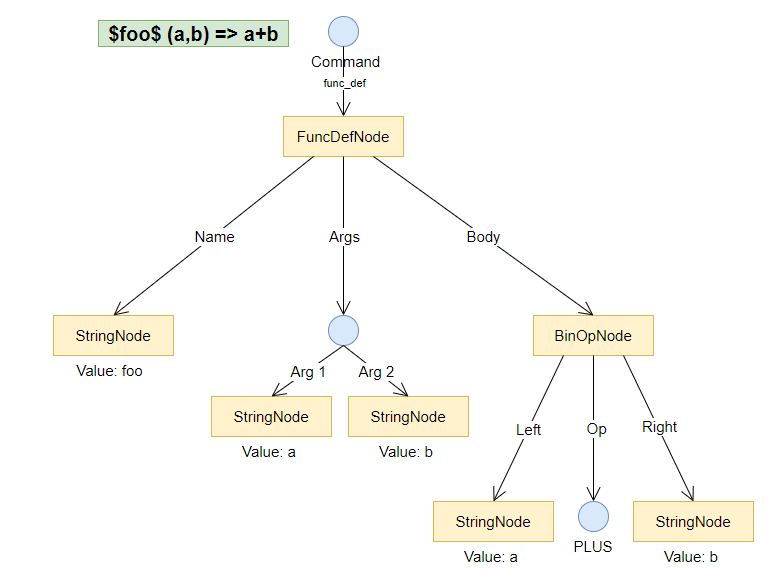 $foo$ (a,b) => a+b
Command
func_def
FuncDefNode
Name
Args
Body
StringNode
Value: foo
BinOpNode
Arg 1
Arg 2
StringNode
Value: a
StringNode
Value: b
Left
Op
Right
StringNode
Value: a
PLUS
StringNode
Value: b